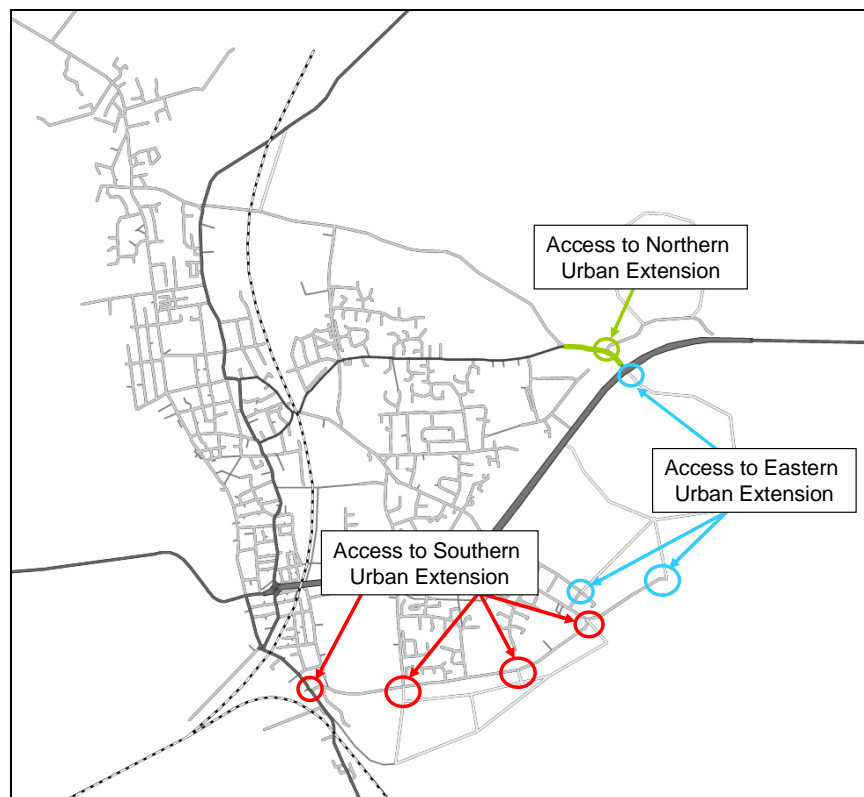 Access to Northern
Urban Extension
Access to Eastern
Urban Extension
Access to Southern
Urban Extension